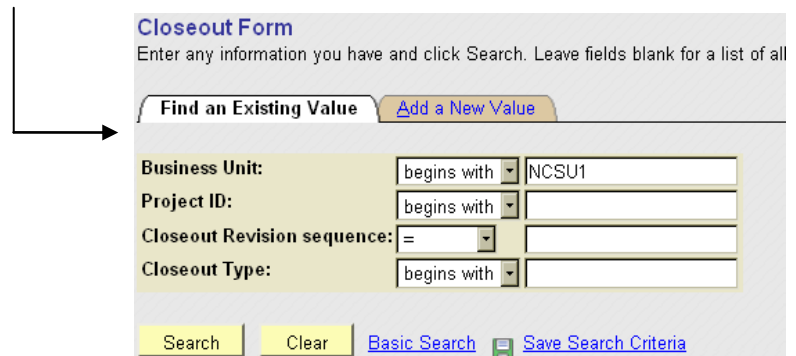 Closeout Form
Enter any information you have and click Search. Leave fields blank for a list of all
Find an Existing Value Add a New Value
Business Unit: begins with NCSU1
Project ID: begins with
Closeout Revision sequence: =
Closeout Type: begins with
Search Clear Basic Search Save Search Criteria